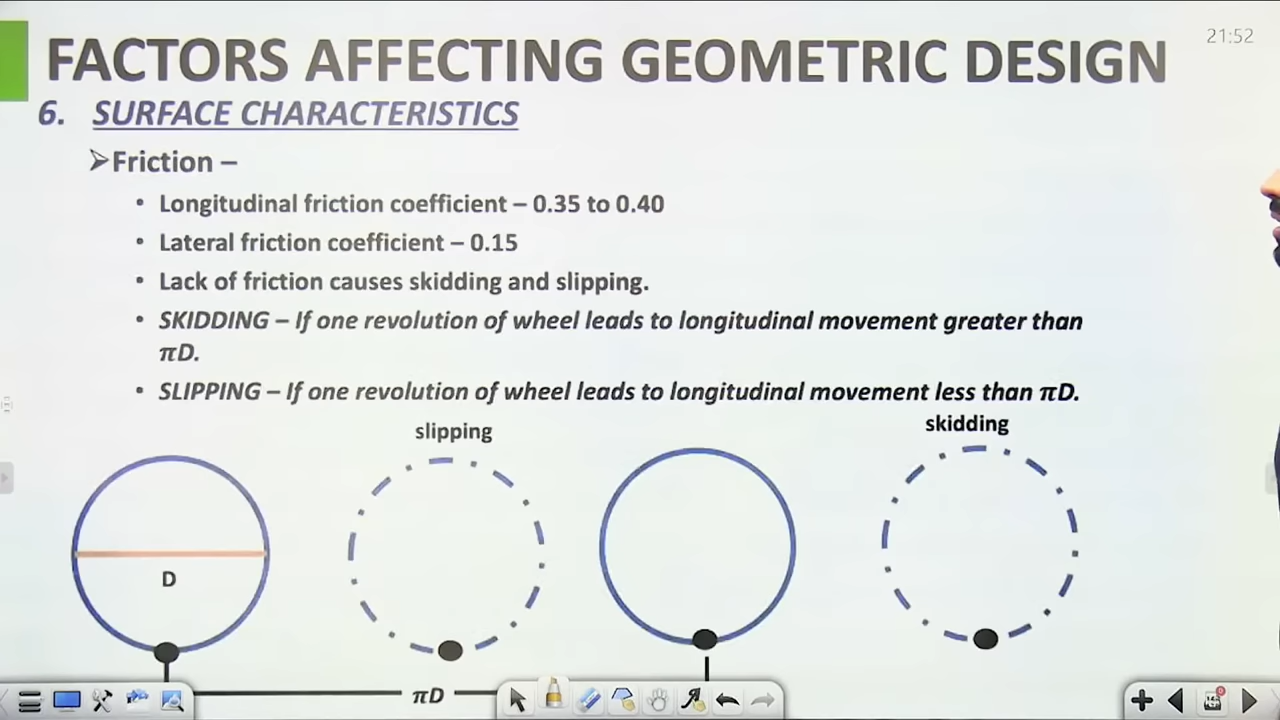 FACTORS AFFECTING GEOMETRIC DESIGN
21:52
6. SURFACE CHARACTERISTICS
➤Friction –
• Longitudinal friction coefficient – 0.35 to 0.40
• Lateral friction coefficient – 0.15
• Lack of friction causes skidding and slipping.
• SKIDDING – If one revolution of wheel leads to longitudinal movement greater than
πD.
• SLIPPING – If one revolution of wheel leads to longitudinal movement less than πD.
slipping
skidding
D
πD